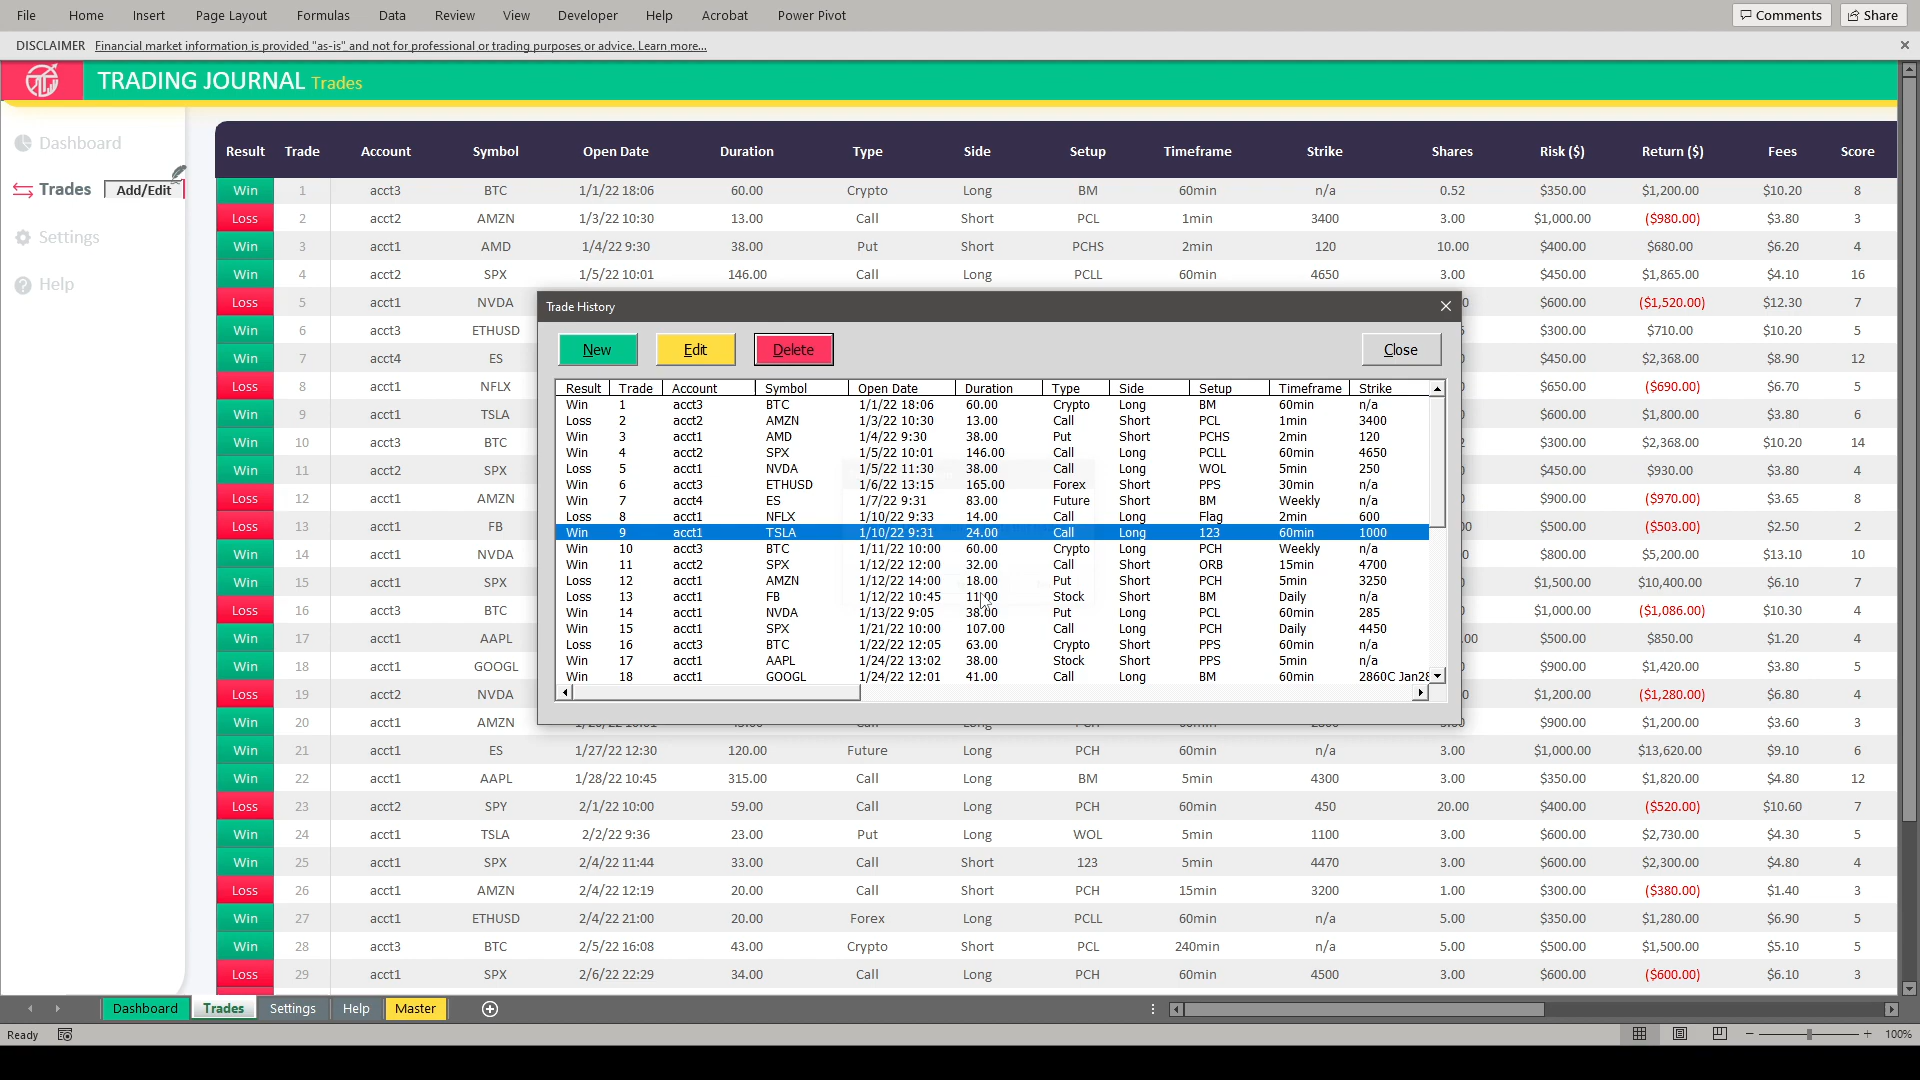 File Home Insert Page Layout Formulas Data Review View Developer Help Acrobat Power Pivot Comments Share
DISCLAIMER Financial market information is provided "as-is" and not for professional or trading purposes or advice. Learn more...
TRADING JOURNAL Trades
Dashboard
Trades Add/Edit
Settings
Help
Result Trade Account Symbol Open Date Duration Type Side Setup Timeframe Strike Shares Risk ($) Return ($) Fees Score
Win 1 acct3 BTC 1/1/22 18:06 60.00 Crypto Long BM 60min n/a 0.52 $350.00 $1,200.00 $10.20 8
Loss 2 acct2 AMZN 1/3/22 10:30 13.00 Call Short PCL 1min 3400 3.00 $1,000.00 ($980.00) $3.80 3
Win 3 acct1 AMD 1/4/22 9:30 38.00 Put Short PCHS 2min 120 10.00 $400.00 $680.00 $6.20 4
Win 4 acct2 SPX 1/5/22 10:01 146.00 Call Long PCLL 60min 4650 3.00 $450.00 $1,865.00 $4.10 16
Loss 5 acct1 NVDA $600.00 ($1,520.00) $12.30 7
Win 6 acct3 ETHUSD $300.00 $710.00 $10.20 5
Win 7 acct4 ES $450.00 $2,368.00 $8.90 12
Loss 8 acct1 NFLX $650.00 ($690.00) $6.70 5
Win 9 acct1 TSLA $600.00 $1,800.00 $3.80 6
Win 10 acct3 BTC $300.00 $2,368.00 $10.20 14
Win 11 acct2 SPX $450.00 $930.00 $3.80 4
Loss 12 acct1 AMZN $900.00 ($970.00) $3.65 8
Loss 13 acct1 FB $500.00 ($503.00) $2.50 2
Win 14 acct1 NVDA $800.00 $5,200.00 $13.10 10
Win 15 acct1 SPX $1,500.00 $10,400.00 $6.10 7
Loss 16 acct3 BTC $1,000.00 ($1,086.00) $10.30 4
Win 17 acct1 AAPL $500.00 $850.00 $1.20 4
Win 18 acct1 GOOGL $900.00 $1,420.00 $3.80 5
Loss 19 acct2 NVDA $1,200.00 ($1,280.00) $6.80 4
Win 20 acct1 AMZN $900.00 $1,200.00 $3.60 3
Win 21 acct1 ES 1/27/22 12:30 120.00 Future Long PCH 60min n/a 3.00 $1,000.00 $13,620.00 $9.10 6
Win 22 acct1 AAPL 1/28/22 10:45 315.00 Call Long BM 5min 4300 3.00 $350.00 $1,820.00 $4.80 12
Loss 23 acct2 SPY 2/1/22 10:00 59.00 Call Long PCH 60min 450 20.00 $400.00 ($520.00) $10.60 7
Win 24 acct1 TSLA 2/2/22 9:36 23.00 Put Long WOL 5min 1100 3.00 $600.00 $2,730.00 $4.30 5
Win 25 acct1 SPX 2/4/22 11:44 33.00 Call Short 123 5min 4470 3.00 $600.00 $2,300.00 $4.80 4
Loss 26 acct1 AMZN 2/4/22 12:19 20.00 Call Short PCH 15min 3200 1.00 $300.00 ($380.00) $1.40 3
Win 27 acct1 ETHUSD 2/4/22 21:00 20.00 Forex Long PCLL 60min n/a 5.00 $350.00 $1,280.00 $6.90 5
Win 28 acct3 BTC 2/5/22 16:08 43.00 Crypto Short PCL 240min n/a 5.00 $500.00 $1,500.00 $5.10 5
Loss 29 acct1 SPX 2/6/22 22:29 34.00 Call Long PCH 60min 4500 3.00 $600.00 ($600.00) $6.10 3
Trade History
New Edit Delete Close
Result Trade Account Symbol Open Date Duration Type Side Setup Timeframe Strike
Win 1 acct3 BTC 1/1/22 18:06 60.00 Crypto Long BM 60min n/a
Loss 2 acct2 AMZN 1/3/22 10:30 13.00 Call Short PCL 1min 3400
Win 3 acct1 AMD 1/4/22 9:30 38.00 Put Short PCHS 2min 120
Win 4 acct2 SPX 1/5/22 10:01 146.00 Call Long PCLL 60min 4650
Loss 5 acct1 NVDA 1/5/22 11:30 38.00 Call Long WOL 5min 250
Win 6 acct3 ETHUSD 1/6/22 13:15 165.00 Forex Short PPS 30min n/a
Win 7 acct4 ES 1/7/22 9:31 83.00 Future Short BM Weekly n/a
Loss 8 acct1 NFLX 1/10/22 9:33 14.00 Call Long Flag 2min 600
Win 9 acct1 TSLA 1/10/22 9:31 24.00 Call Long 123 60min 1000
Win 10 acct3 BTC 1/11/22 10:00 60.00 Crypto Long PCH Weekly n/a
Win 11 acct2 SPX 1/12/22 12:00 32.00 Call Short ORB 15min 4700
Loss 12 acct1 AMZN 1/12/22 14:00 18.00 Put Short PCH 5min 3250
Loss 13 acct1 FB 1/12/22 10:45 11.00 Stock Short BM Daily n/a
Win 14 acct1 NVDA 1/13/22 9:05 38.00 Put Long PCL 60min 285
Win 15 acct1 SPX 1/21/22 10:00 107.00 Call Long PCH Daily 4450
Loss 16 acct3 BTC 1/22/22 12:05 63.00 Crypto Short PPS 60min n/a
Win 17 acct1 AAPL 1/24/22 13:02 38.00 Stock Short PPS 5min n/a
Win 18 acct1 GOOGL 1/24/22 12:01 41.00 Call Long BM 60min 2860C Jan28
Dashboard Trades Settings Help Master
Ready 100%